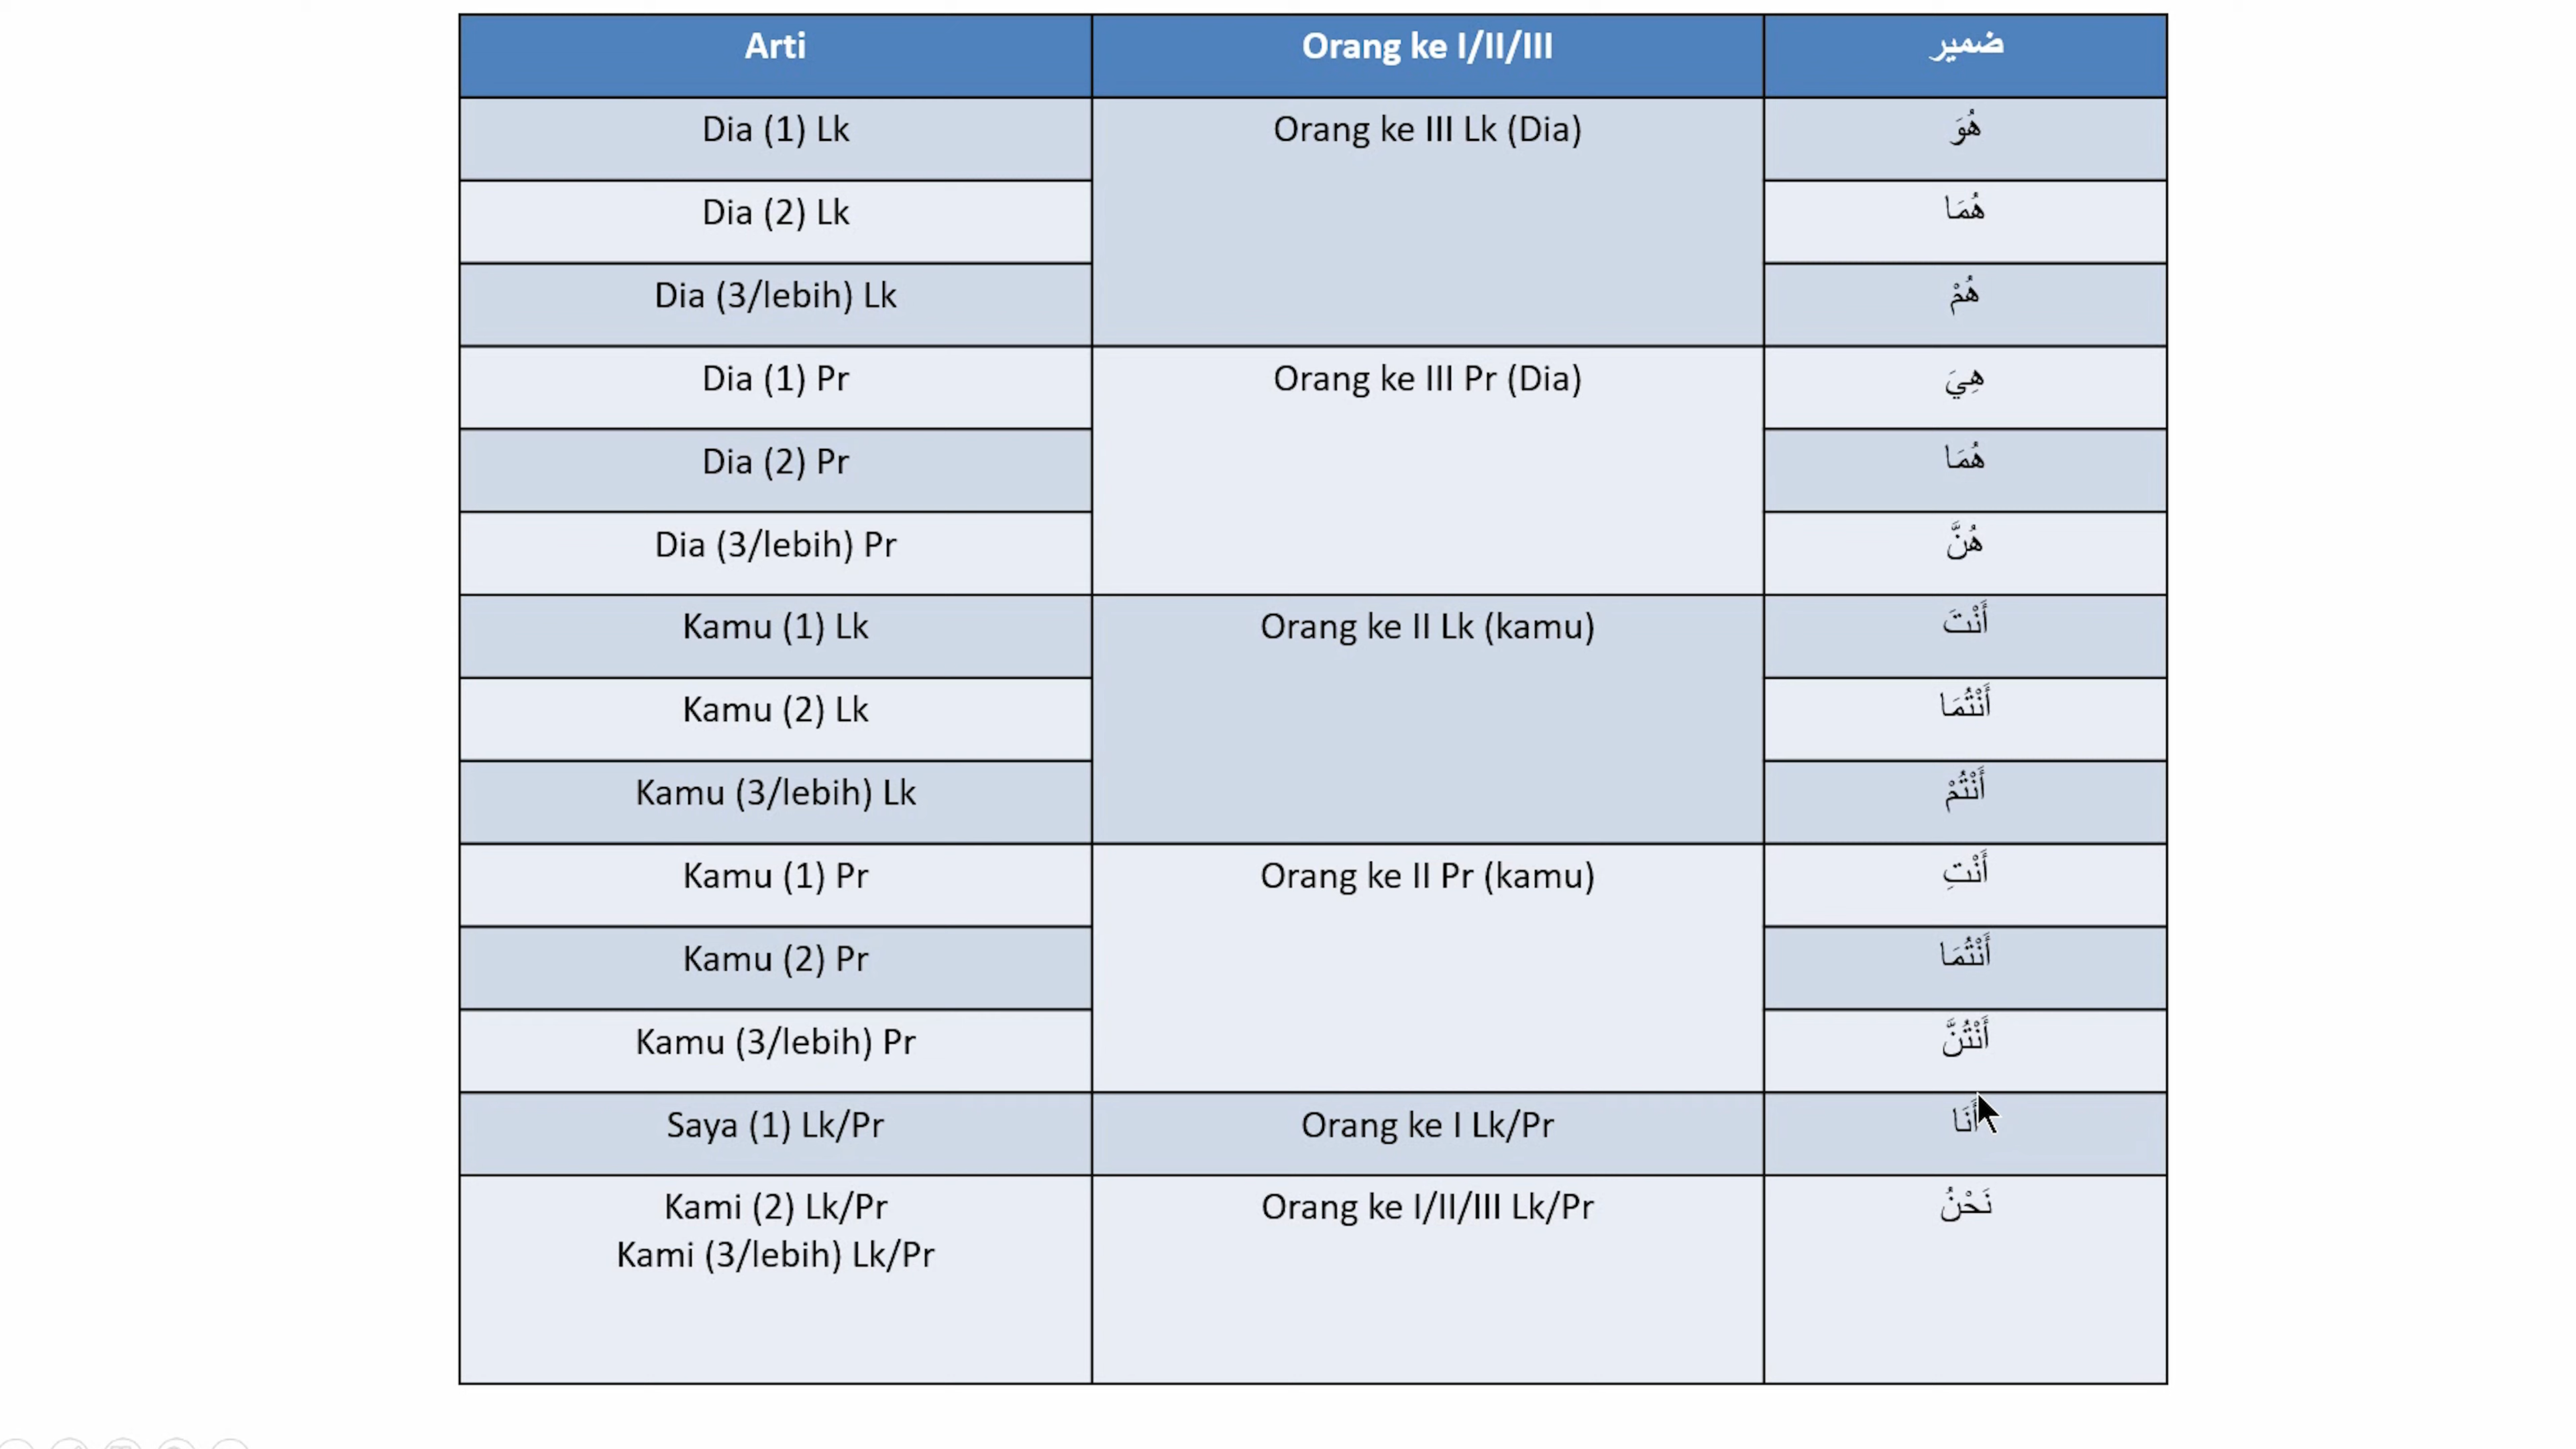 Arti Orang ke I/II/III ضمير
Dia (1) Lk Orang ke III Lk (Dia) هُوَ
Dia (2) Lk هُمَا
Dia (3/lebih) Lk هُمْ
Dia (1) Pr Orang ke III Pr (Dia) هِيَ
Dia (2) Pr هُمَا
Dia (3/lebih) Pr هُنَّ
Kamu (1) Lk Orang ke II Lk (kamu) أَنْتَ
Kamu (2) Lk أَنْتُمَا
Kamu (3/lebih) Lk أَنْتُمْ
Kamu (1) Pr Orang ke II Pr (kamu) أَنْتِ
Kamu (2) Pr أَنْتُمَا
Kamu (3/lebih) Pr أَنْتُنَّ
Saya (1) Lk/Pr Orang ke I Lk/Pr أَنَا
Kami (2) Lk/Pr Orang ke I/II/III Lk/Pr نَحْنُ
Kami (3/lebih) Lk/Pr